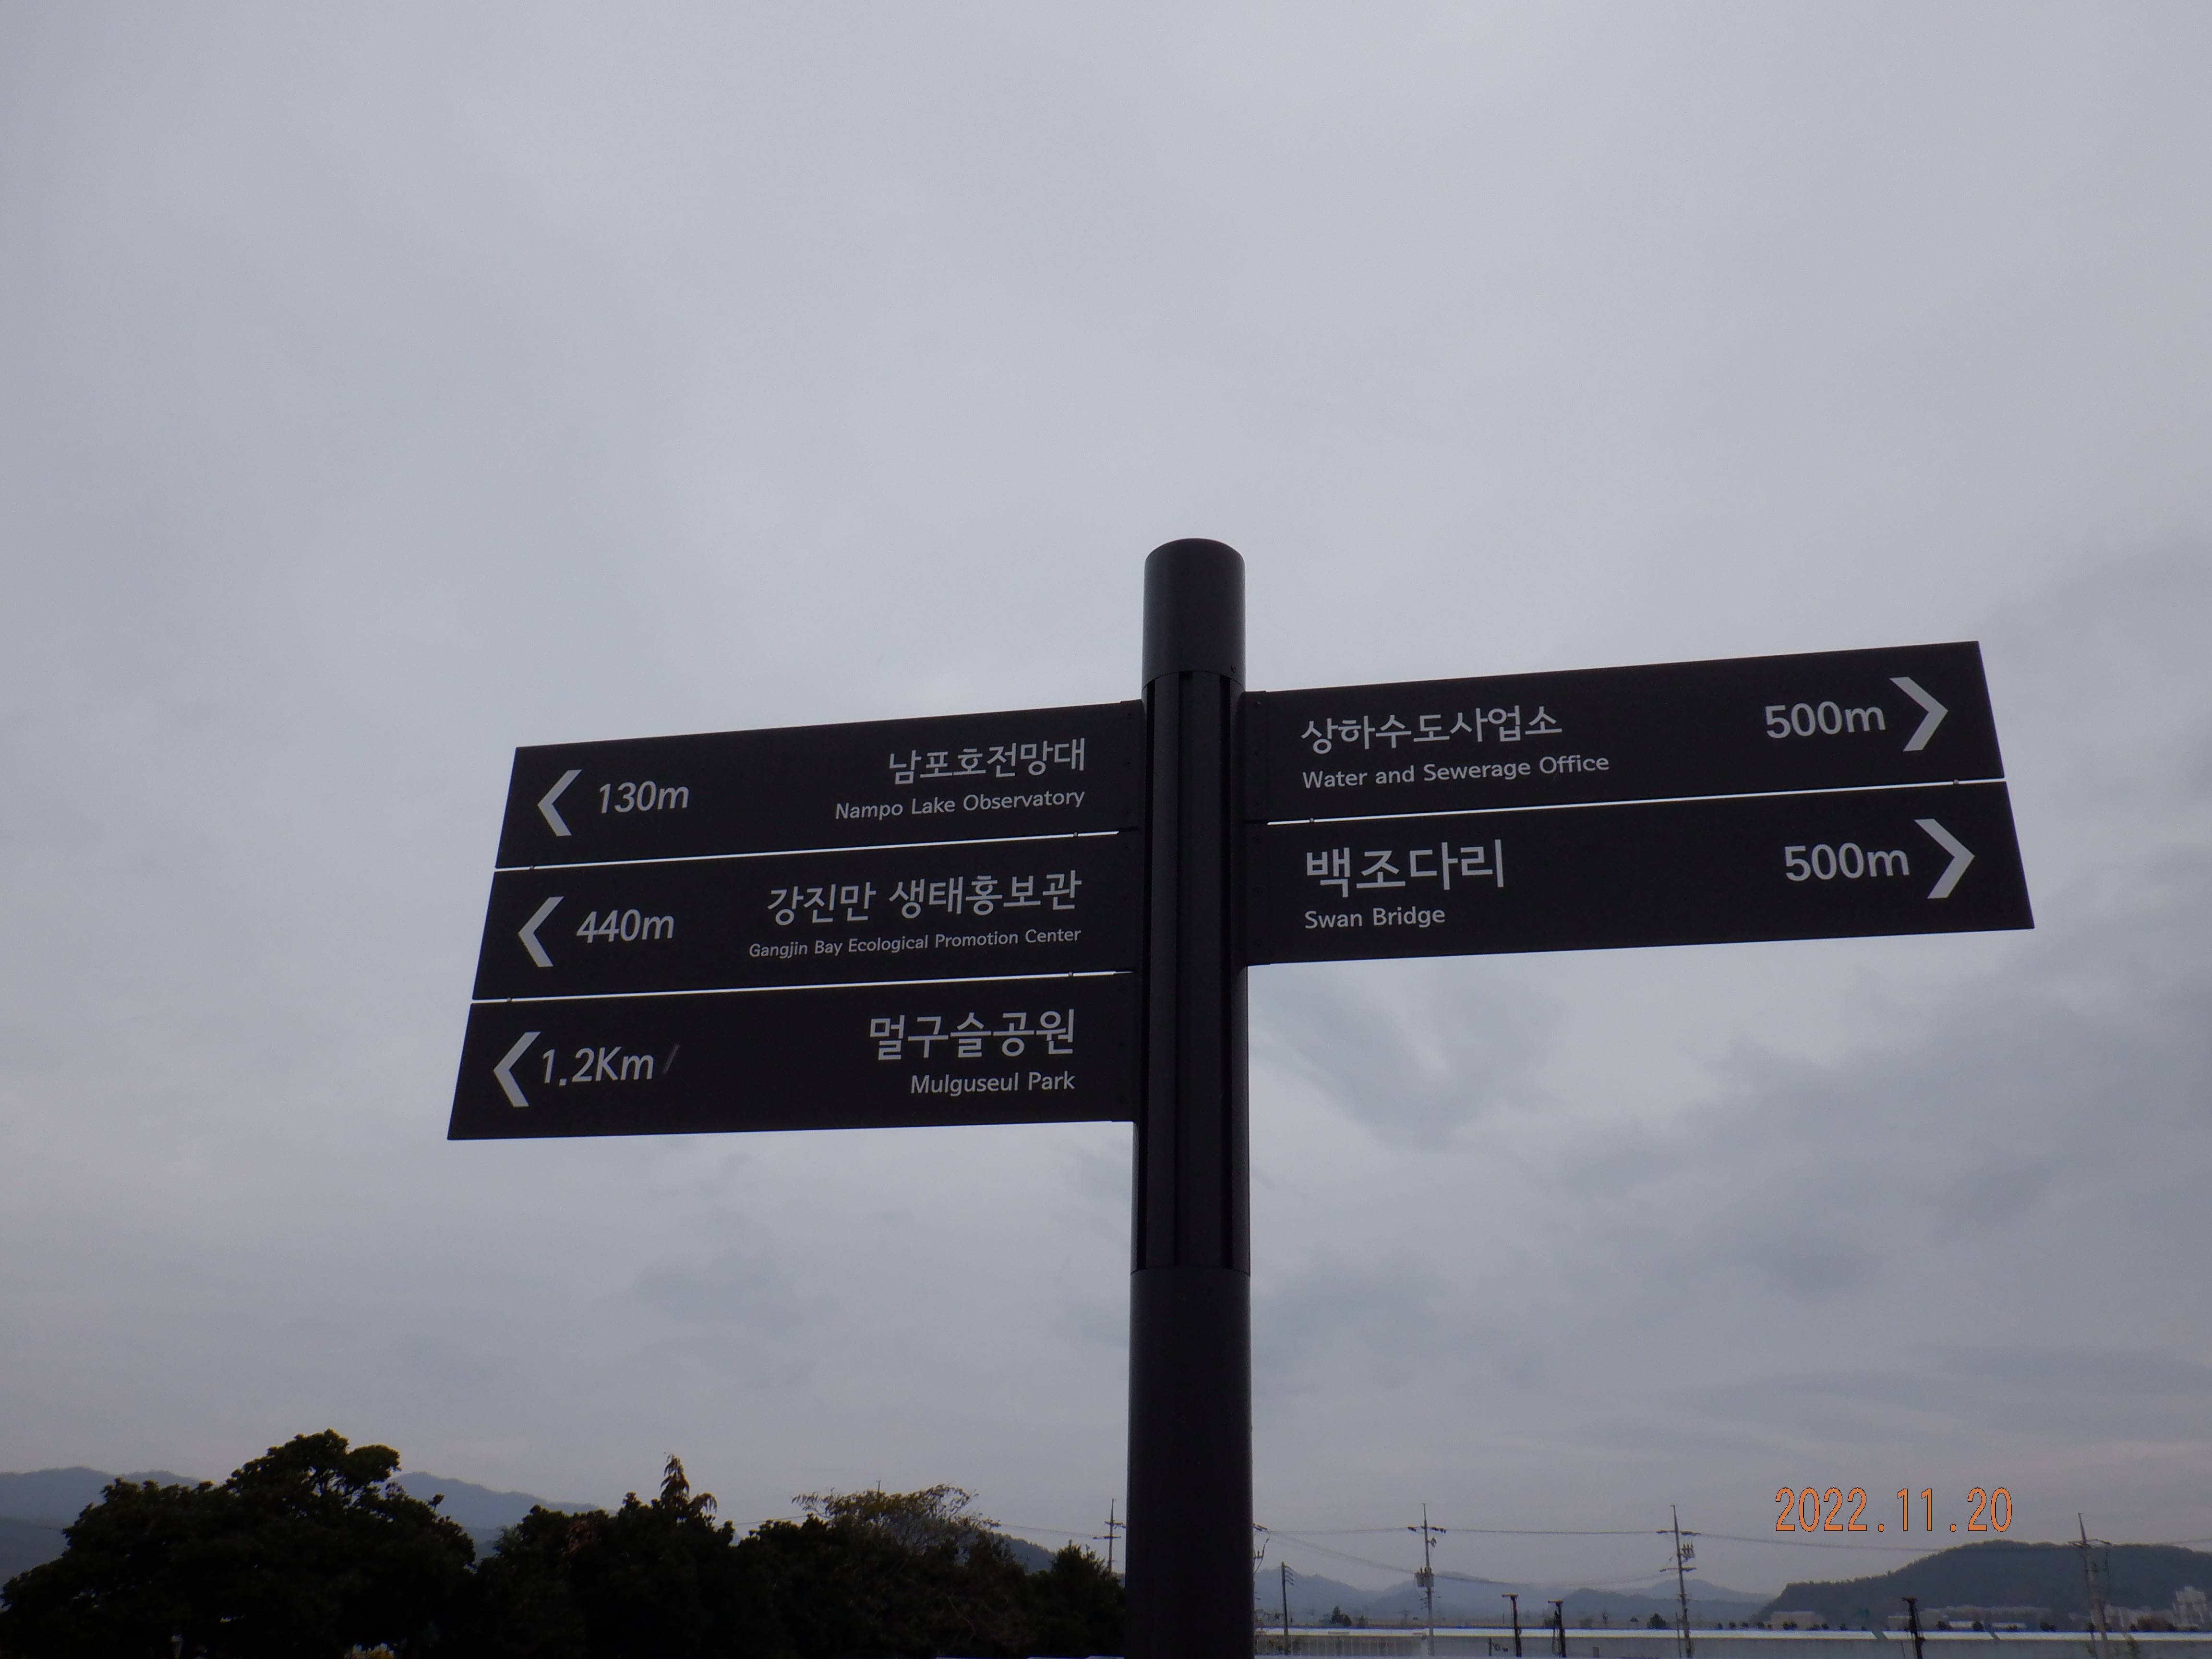 130m
남포호전망대
Nampo Lake Observatory
440m
강진만 생태홍보관
Gangjin Bay Ecological Promotion Center
1.2Km
멀구슬공원
Mulguseul Park
상하수도사업소
500m
Water and Sewerage Office
백조다리
500m
Swan Bridge
2022.11.20